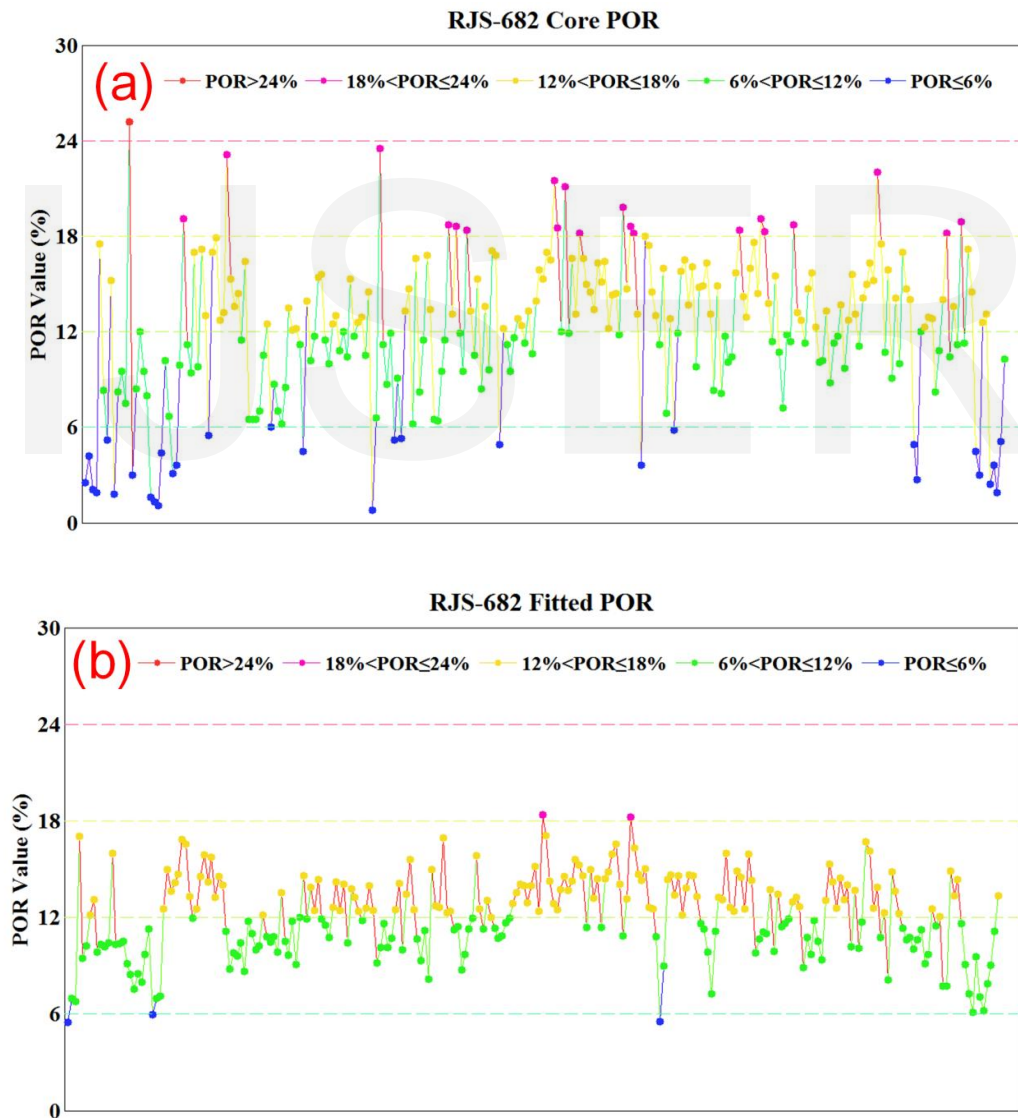 RJS-682 Core POR
30
(a)
POR>24% 18%<POR≤24% 12%<POR≤18% 6%<POR≤12% POR≤6%
24
18
12
6
0
POR Value (%)
IJSER
RJS-682 Fitted POR
30
(b)
POR>24% 18%<POR≤24% 12%<POR≤18% 6%<POR≤12% POR≤6%
24
18
12
6
0
POR Value (%)